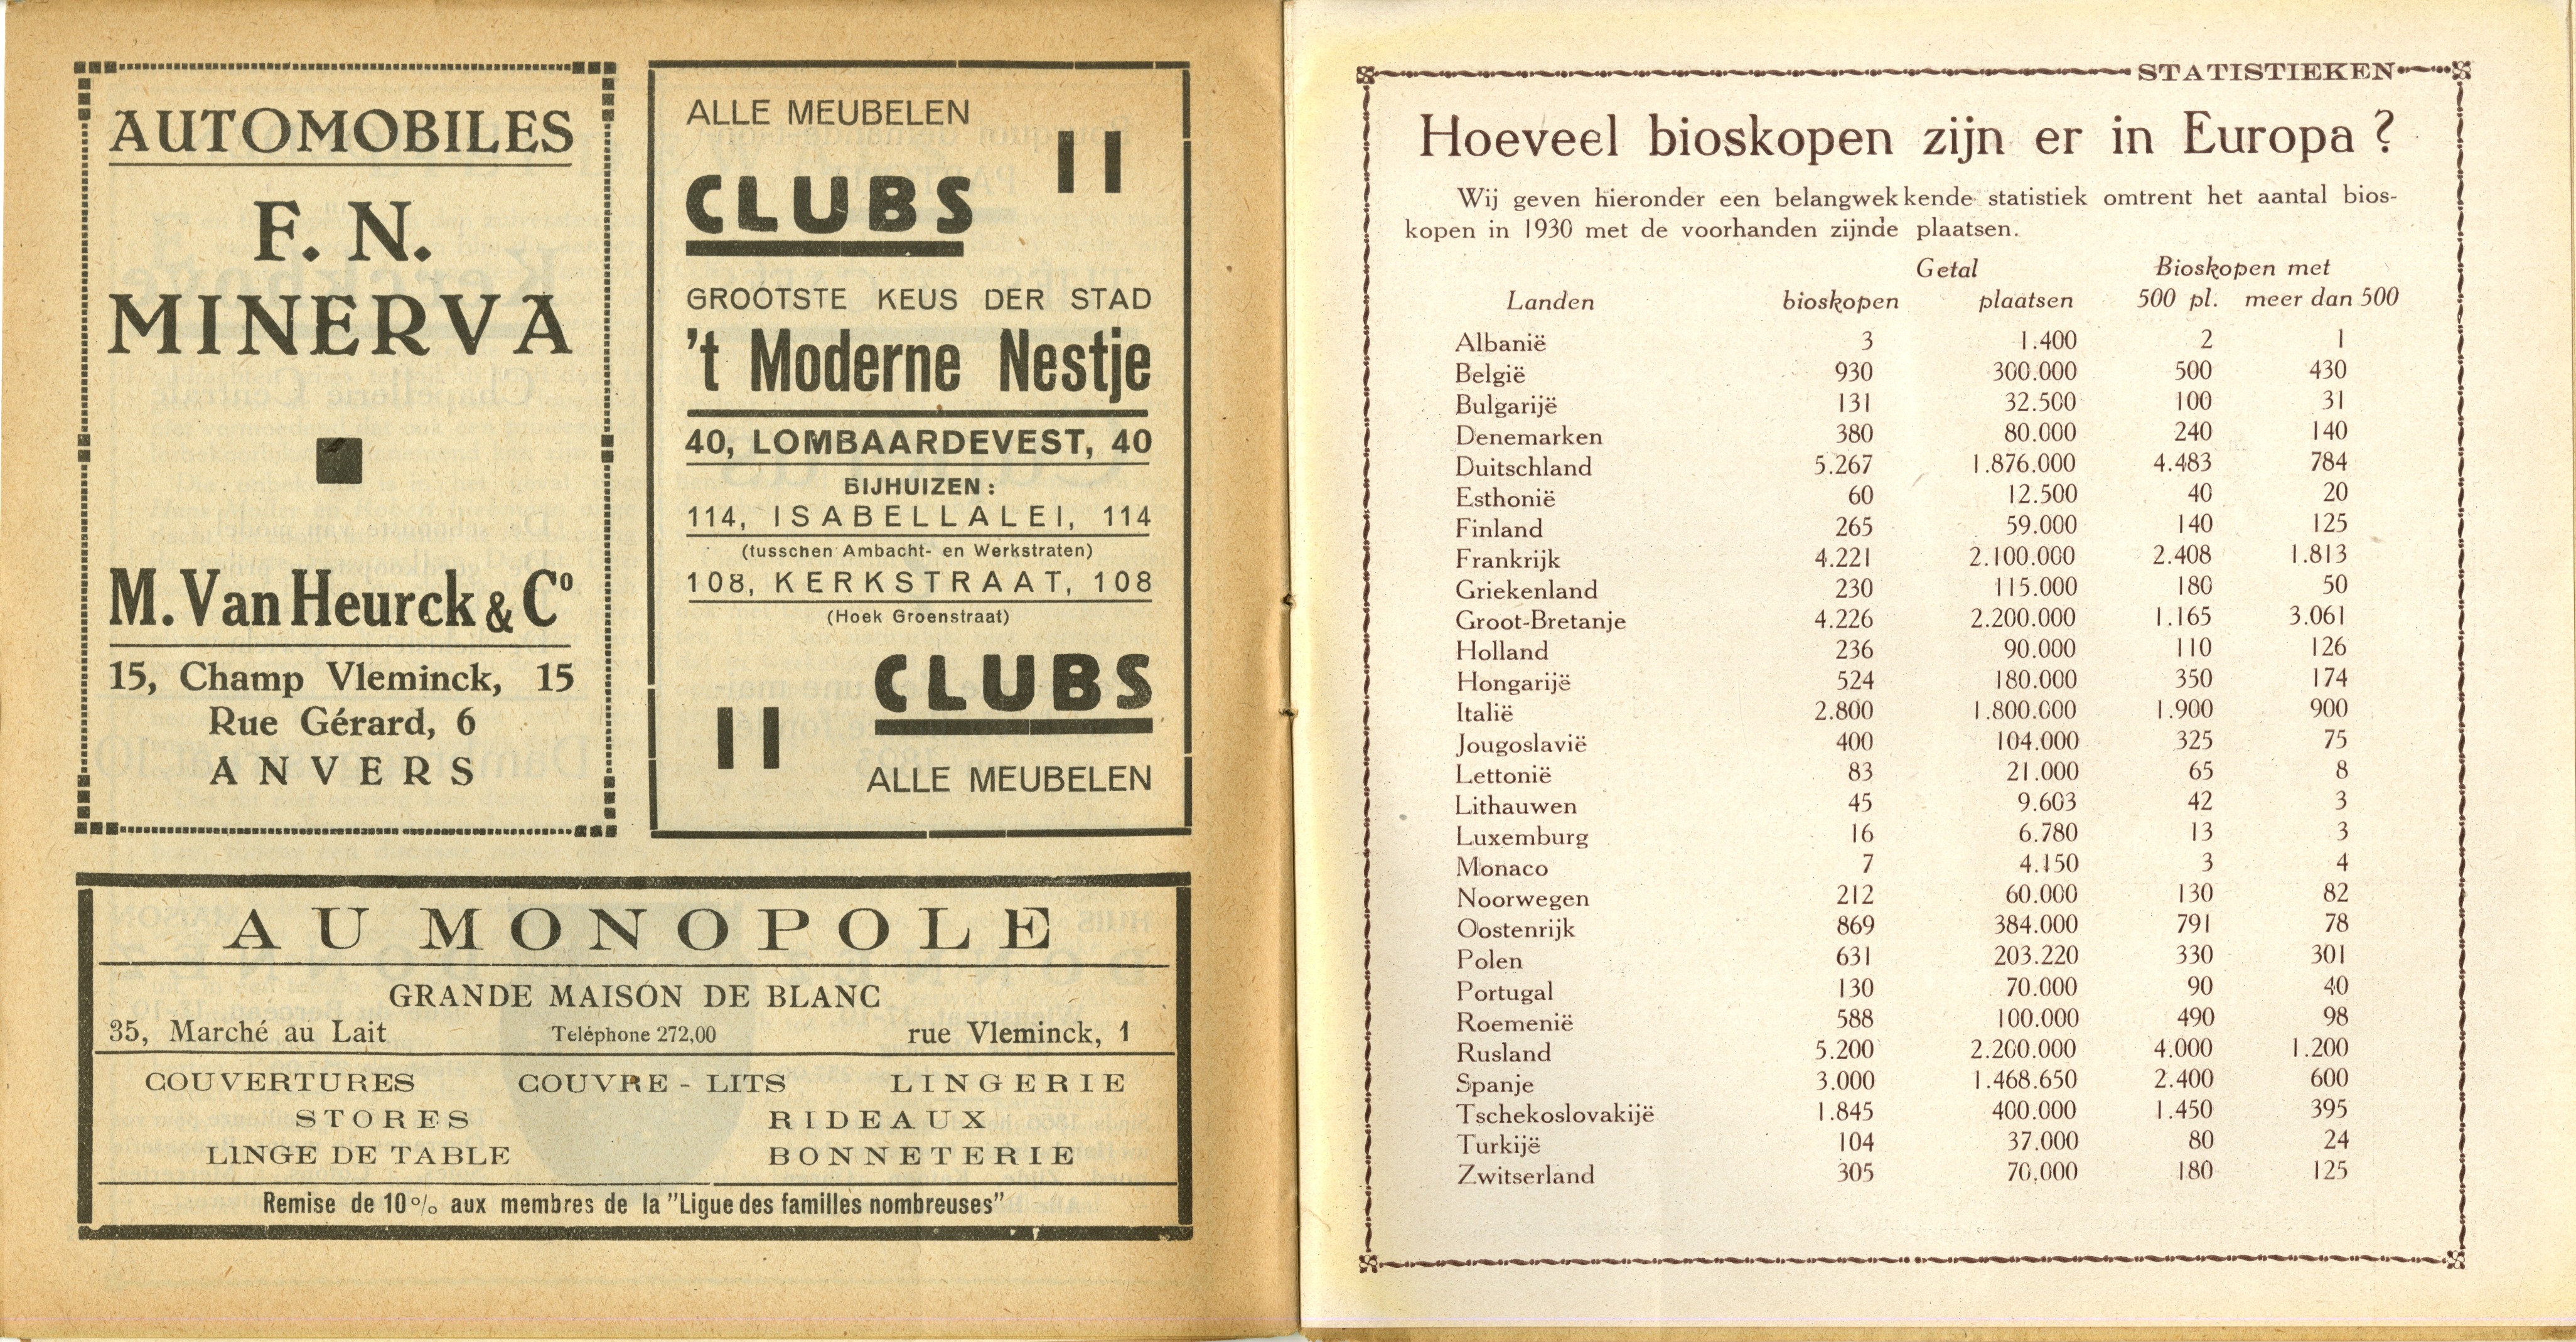 AUTOMOBILES
F. N.
MINERVA
M. Van Heurck & Cº
15, Champ Vleminck, 15
Rue Gérard, 6
ANVERS
ALLE MEUBELEN
CLUBS
GROOTSTE KEUS DER STAD
't Moderne Nestje
40, LOMBAARDEVEST, 40
BIJHUIZEN :
114, ISABELLALEI, 114
(tusschen Ambacht- en Werkstraten)
108, KERKSTRAAT, 108
(Hoek Groenstraat)
CLUBS
ALLE MEUBELEN
AU MONOPOLE
GRANDE MAISON DE BLANC
35, Marché au Lait Teléphone 272,00 rue Vleminck, 1
COUVERTURES COUVRE - LITS LINGERIE
STORES RIDEAUX
LINGE DE TABLE BONNETERIE
Remise de 10% aux membres de la "Ligue des familles nombreuses"
STATISTIEKEN
Hoeveel bioskopen zijn er in Europa ?
Wij geven hieronder een belangwekkende statistiek omtrent het aantal bios-
kopen in 1930 met de voorhanden zijnde plaatsen.
Getal Bioskopen met
Landen bioskopen plaatsen 500 pl. meer dan 500
Albanië 3 1.400 2 1
België 930 300.000 500 430
Bulgarijë 131 32.500 100 31
Denemarken 380 80.000 240 140
Duitschland 5.267 1.876.000 4.483 784
Esthonië 60 12.500 40 20
Finland 265 59.000 140 125
Frankrijk 4.221 2.100.000 2.408 1.813
Griekenland 230 115.000 180 50
Groot-Bretanje 4.226 2.200.000 1.165 3.061
Holland 236 90.000 110 126
Hongarijë 524 180.000 350 174
Italië 2.800 1.800.000 1.900 900
Jougoslavië 400 104.000 325 75
Lettonië 83 21.000 65 8
Lithauwen 45 9.603 42 3
Luxemburg 16 6.780 13 3
Monaco 7 4.150 3 4
Noorwegen 212 60.000 130 82
Oostenrijk 869 384.000 791 78
Polen 631 203.220 330 301
Portugal 130 70.000 90 40
Roemenië 588 100.000 490 98
Rusland 5.200 2.200.000 4.000 1.200
Spanje 3.000 1.468.650 2.400 600
Tschekoslovakijë 1.845 400.000 1.450 395
Turkijë 104 37.000 80 24
Zwitserland 305 70.000 180 125